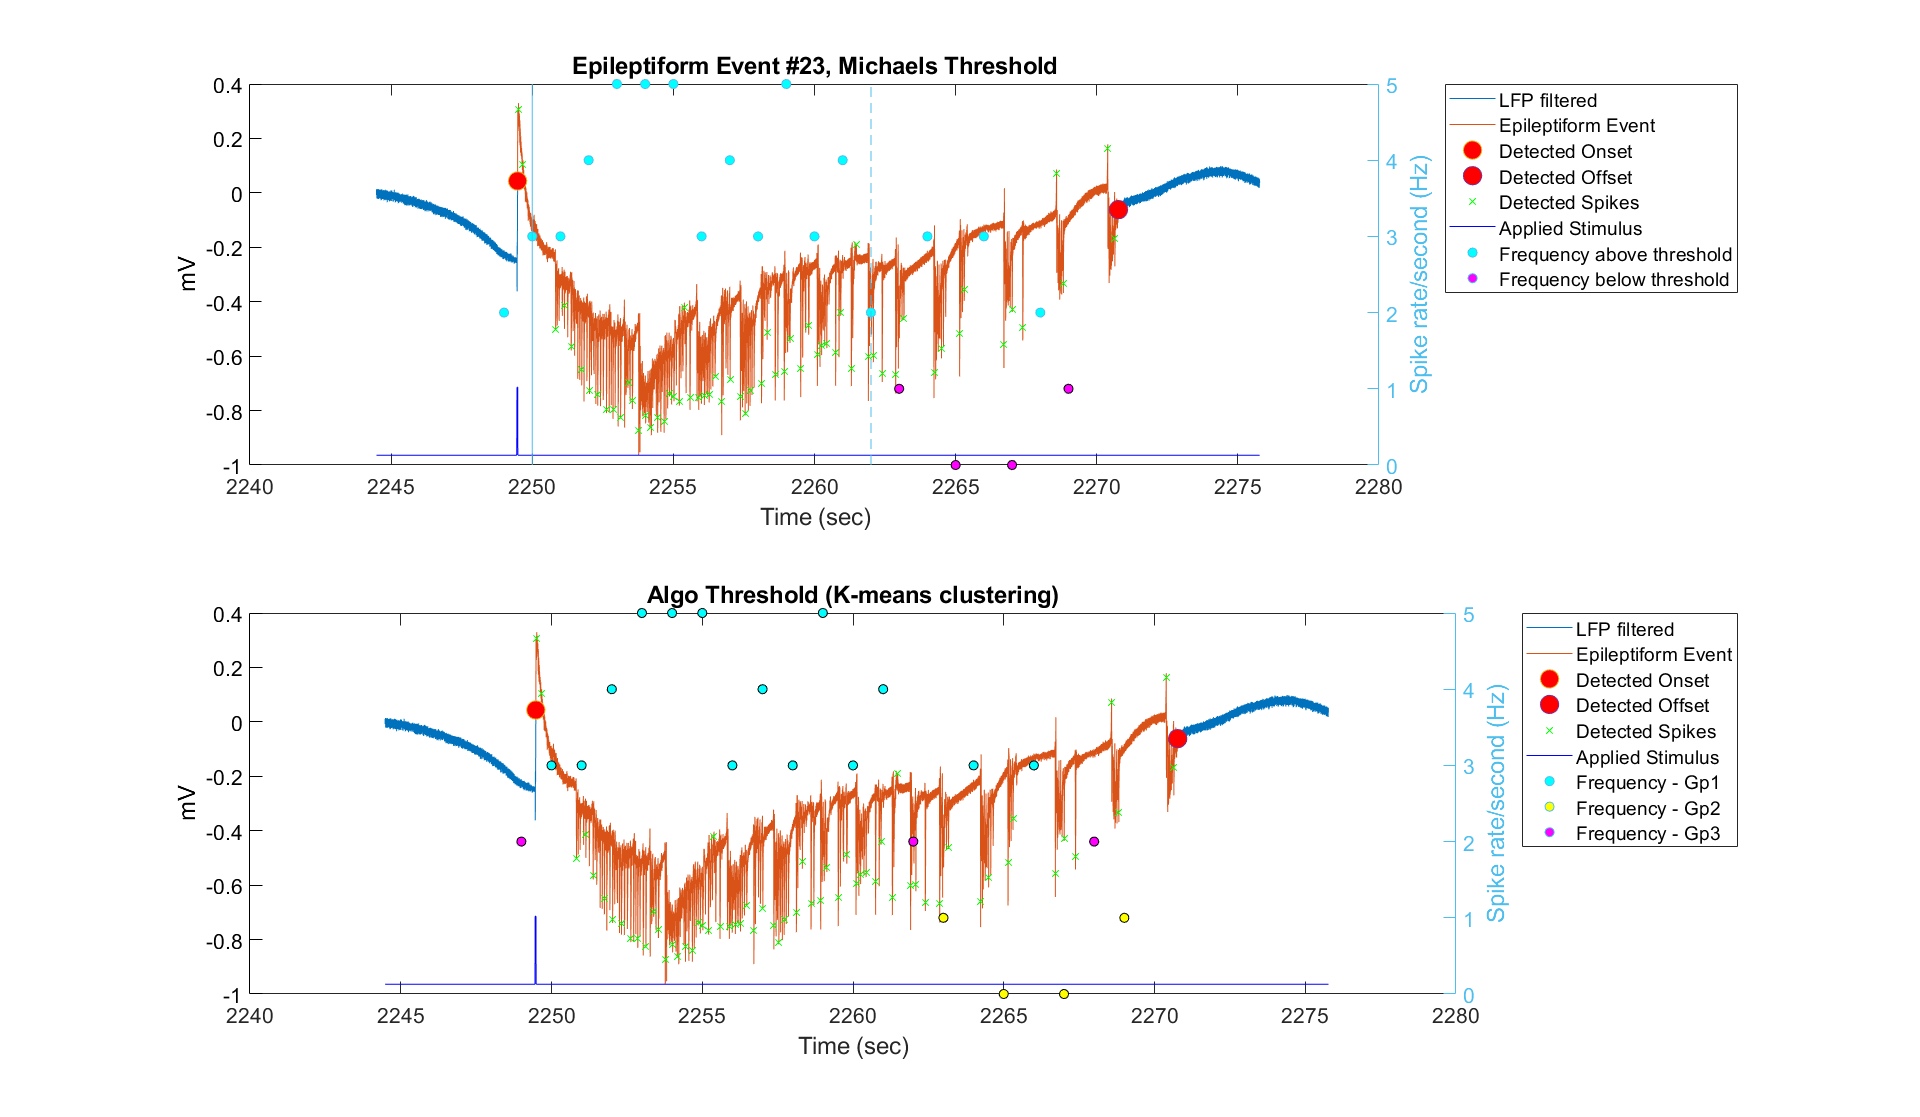 Epileptiform Event #23, Michaels Threshold
0.4
0.2
0
-0.2
-0.4
-0.6
-0.8
-1
mV
2240
2245
2250
2255
2260
2265
2270
2275
2280
Time (sec)
5
4
3
2
1
0
Spike rate/second (Hz)
LFP filtered
Epileptiform Event
Detected Onset
Detected Offset
Detected Spikes
Applied Stimulus
Frequency above threshold
Frequency below threshold
Algo Threshold (K-means clustering)
0.4
0.2
0
-0.2
-0.4
-0.6
-0.8
-1
mV
2240
2245
2250
2255
2260
2265
2270
2275
2280
Time (sec)
5
4
3
2
1
0
Spike rate/second (Hz)
LFP filtered
Epileptiform Event
Detected Onset
Detected Offset
Detected Spikes
Applied Stimulus
Frequency - Gp1
Frequency - Gp2
Frequency - Gp3